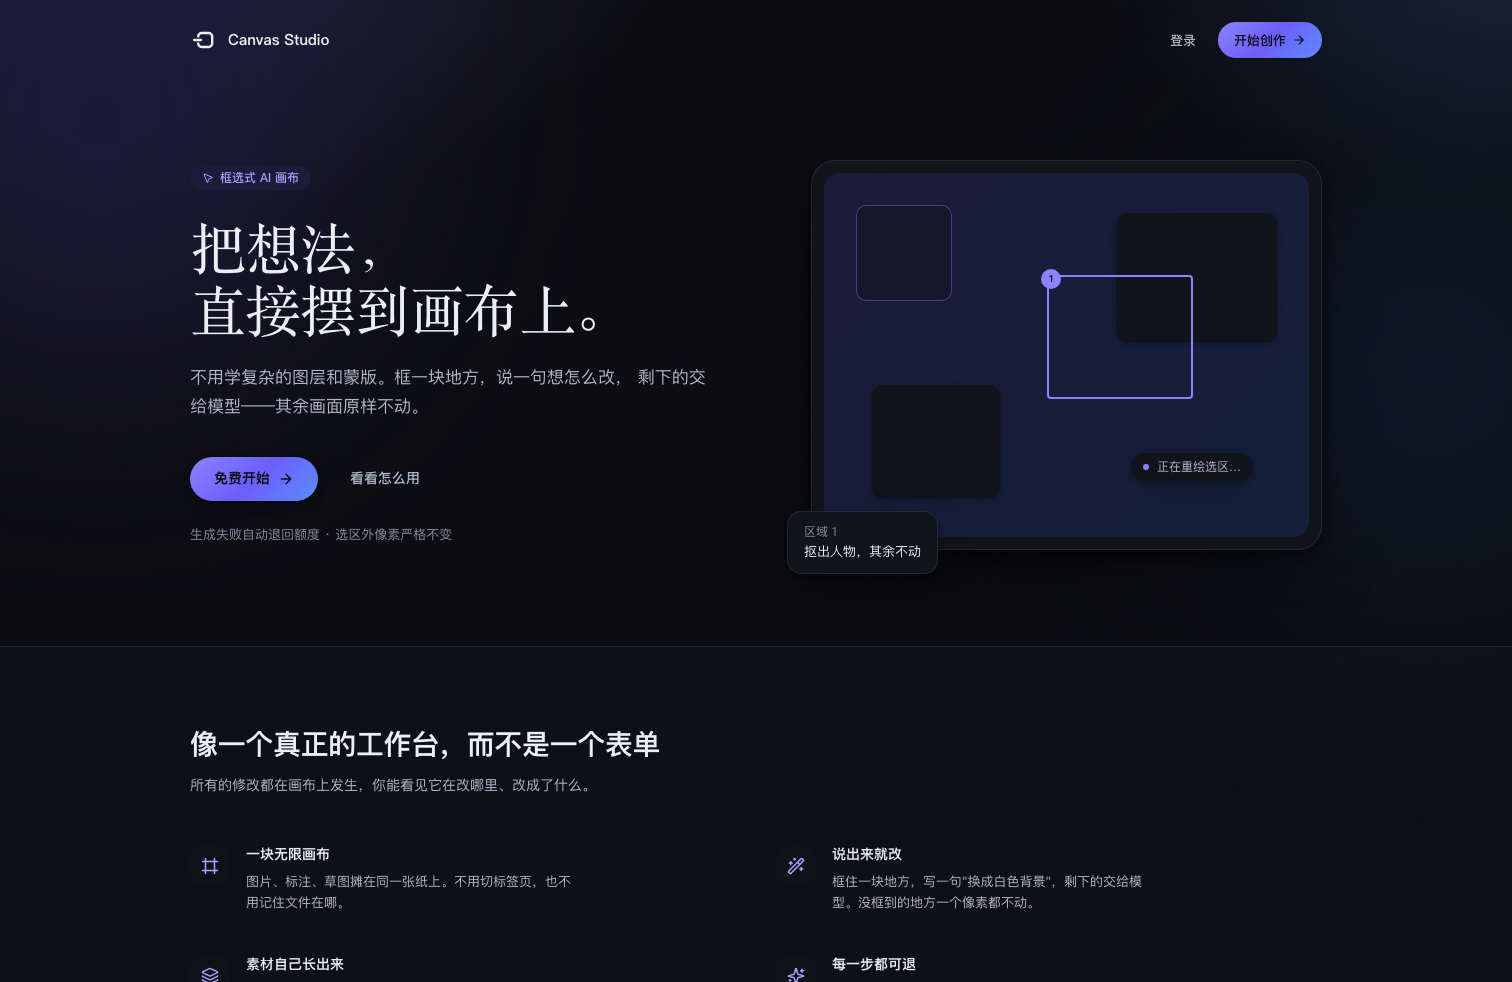 Canvas Studio
登录
开始创作
框选式 AI 画布
把想法，
直接摆到画布上。
不用学复杂的图层和蒙版。框一块地方，说一句想怎么改， 剩下的交
给模型——其余画面原样不动。
免费开始
看看怎么用
生成失败自动退回额度 · 选区外像素严格不变
1
正在重绘选区...
区域 1
抠出人物，其余不动
像一个真正的工作台，而不是一个表单
所有的修改都在画布上发生，你能看见它在改哪里、改成了什么。
一块无限画布
图片、标注、草图摊在同一张纸上。不用切标签页，也不
用记住文件在哪。
说出来就改
框住一块地方，写一句"换成白色背景"，剩下的交给模
型。没框到的地方一个像素都不动。
素材自己长出来
每一步都可退